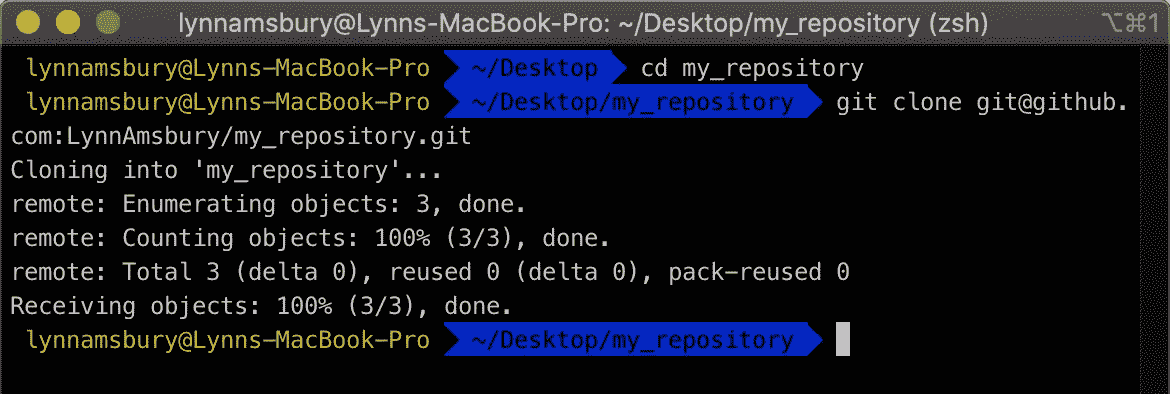 lynnamsbury@Lynns-MacBook-Pro: ~/Desktop/my_repository (zsh) ⌥⌘1
lynnamsbury@Lynns-MacBook-Pro ~/Desktop cd my_repository
lynnamsbury@Lynns-MacBook-Pro ~/Desktop/my_repository git clone git@github.
com:LynnAmsbury/my_repository.git
Cloning into 'my_repository'...
remote: Enumerating objects: 3, done.
remote: Counting objects: 100% (3/3), done.
remote: Total 3 (delta 0), reused 0 (delta 0), pack-reused 0
Receiving objects: 100% (3/3), done.
lynnamsbury@Lynns-MacBook-Pro ~/Desktop/my_repository